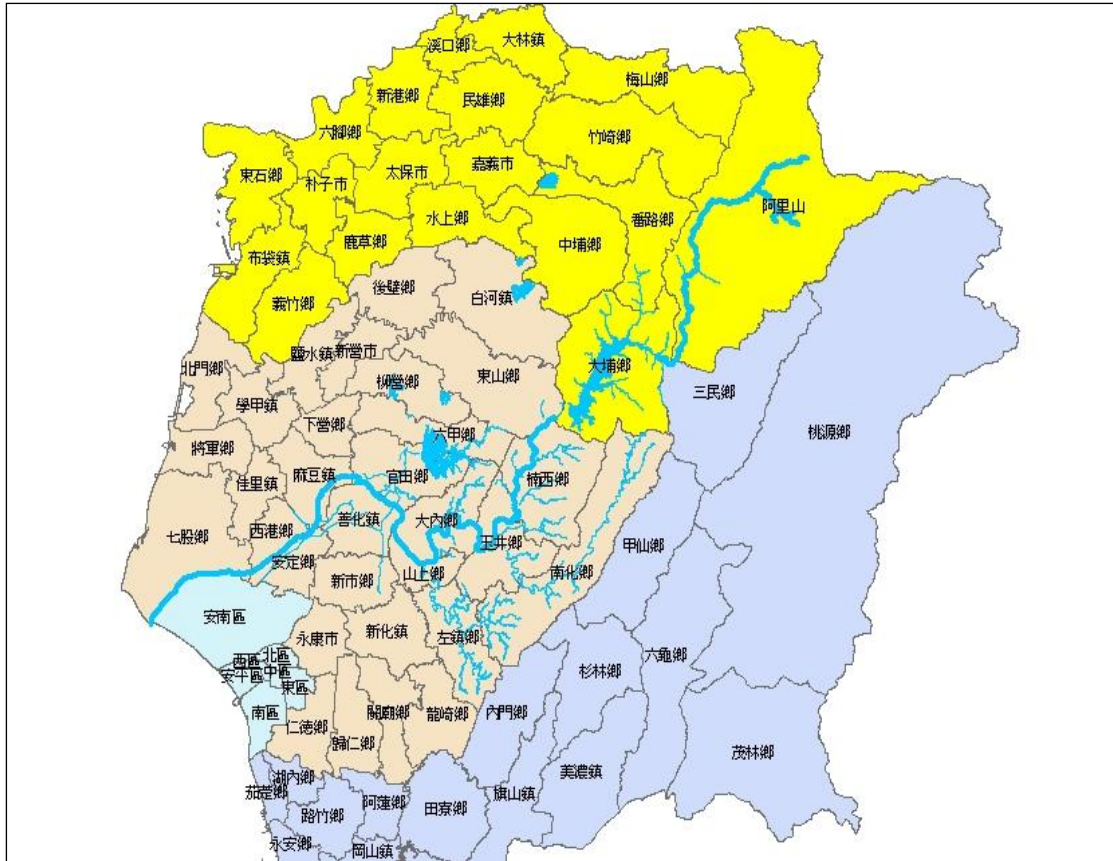 溪口鄉
大林鎮
梅山鄉
新港鄉
民雄鄉
竹崎鄉
六腳鄉
嘉義市
太保市
東石鄉
朴子市
阿里山
水上鄉
番路鄉
鹿草鄉
中埔鄉
布袋鎮
後壁鄉
白河鎮
義竹鄉
鹽水鎮
新營市
北門鄉
大埔鄉
東山鄉
柳營鄉
三民鄉
學甲鎮
桃源鄉
下營鄉
六甲鄉
將軍鄉
麻豆鎮
官田鄉
楠西鄉
佳里鎮
善化鎮
大內鄉
七股鄉
西港鄉
玉井鄉
甲仙鄉
安定鄉
新市鄉
山上鄉
南化鄉
安南區
永康市
新化鎮
左鎮鄉
北區
西區
中區
安平區
六龜鄉
杉林鄉
東區
南區
關廟鄉
龍崎鄉
內門鄉
仁德鄉
歸仁鄉
茂林鄉
美濃鎮
湖內鄉
茄萣鄉
阿蓮鄉
田寮鄉
旗山鎮
路竹鄉
永安鄉
岡山鎮